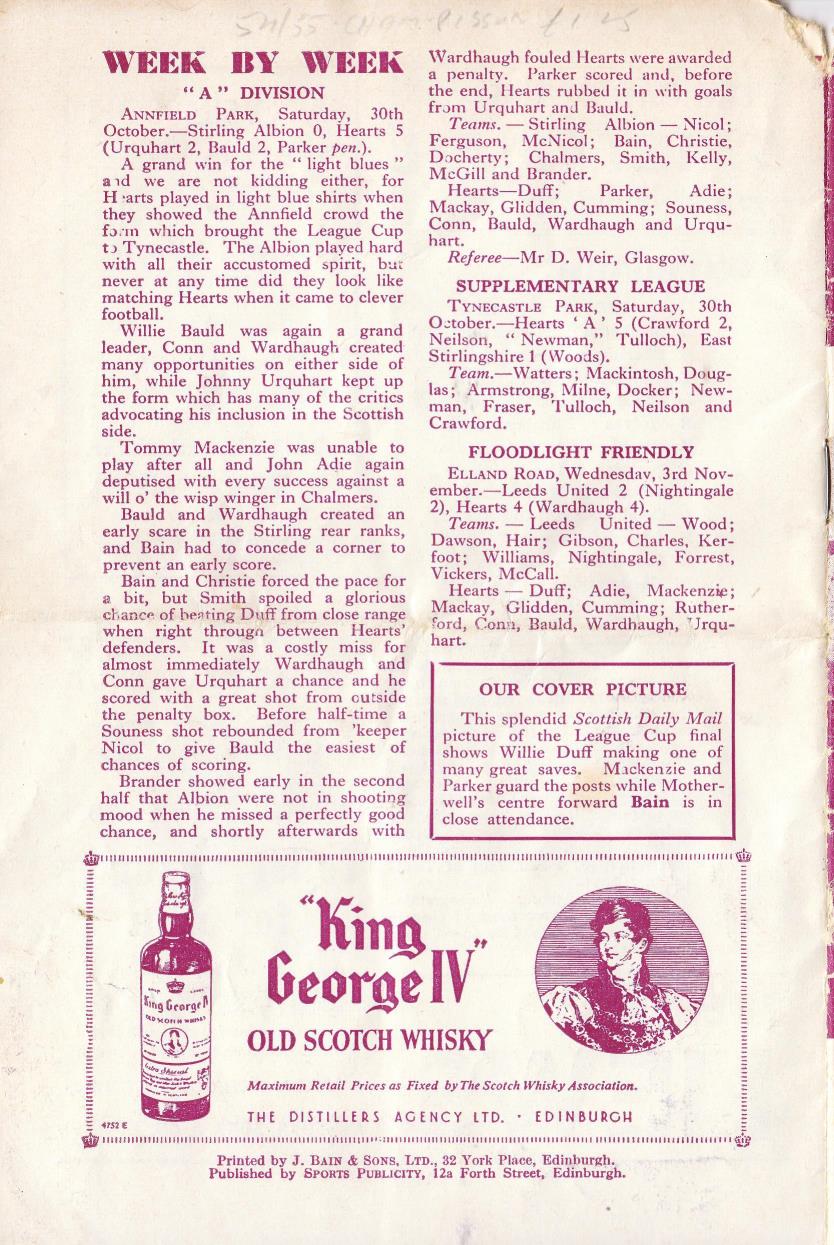 WEEK BY WEEK
"A" DIVISION
ANNFIELD PARK, Saturday, 30th
October.—Stirling Albion 0, Hearts 5
(Urquhart 2, Bauld 2, Parker pen.).
A grand win for the "light blues"
and we are not kidding either, for
Hearts played in light blue shirts when
they showed the Annfield crowd the
form which brought the League Cup
to Tynecastle. The Albion played hard
with all their accustomed spirit, but
never at any time did they look like
matching Hearts when it came to clever
football.
Willie Bauld was again a grand
leader, Conn and Wardhaugh created
many opportunities on either side of
him, while Johnny Urquhart kept up
the form which has many of the critics
advocating his inclusion in the Scottish
side.
Tommy Mackenzie was unable to
play after all and John Adie again
deputised with every success against a
will o' the wisp winger in Chalmers.
Bauld and Wardhaugh created an
early scare in the Stirling rear ranks,
and Bain had to concede a corner to
prevent an early score.
Bain and Christie forced the pace for
a bit, but Smith spoiled a glorious
chance of beating Duff from close range
when right through between Hearts'
defenders. It was a costly miss for
almost immediately Wardhaugh and
Conn gave Urquhart a chance and he
scored with a great shot from outside
the penalty box. Before half-time a
Souness shot rebounded from 'keeper
Nicol to give Bauld the easiest of
chances of scoring.
Brander showed early in the second
half that Albion were not in shooting
mood when he missed a perfectly good
chance, and shortly afterwards with
Wardhaugh fouled Hearts were awarded
a penalty. Parker scored and, before
the end, Hearts rubbed it in with goals
from Urquhart and Bauld.
Teams. — Stirling Albion — Nicol;
Ferguson, McNicol; Bain, Christie,
Docherty; Chalmers, Smith, Kelly,
McGill and Brander.
Hearts—Duff; Parker, Adie;
Mackay, Glidden, Cumming; Souness,
Conn, Bauld, Wardhaugh and Urqu-
hart.
Referee—Mr D. Weir, Glasgow.
SUPPLEMENTARY LEAGUE
TYNECASTLE PARK, Saturday, 30th
October.—Hearts 'A' 5 (Crawford 2,
Neilson, "Newman," Tulloch), East
Stirlingshire 1 (Woods).
Team.—Watters; Mackintosh, Doug-
las; Armstrong, Milne, Docker; New-
man, Fraser, Tulloch, Neilson and
Crawford.
FLOODLIGHT FRIENDLY
ELLAND ROAD, Wednesday, 3rd Nov-
ember.—Leeds United 2 (Nightingale
2), Hearts 4 (Wardhaugh 4).
Teams. — Leeds United — Wood;
Dawson, Hair; Gibson, Charles, Ker-
foot; Williams, Nightingale, Forrest,
Vickers, McCall.
Hearts — Duff; Adie, Mackenzie;
Mackay, Glidden, Cumming; Ruther-
ford, Conn, Bauld, Wardhaugh, Urqu-
hart.
OUR COVER PICTURE
This splendid Scottish Daily Mail
picture of the League Cup final
shows Willie Duff making one of
many great saves. Mackenzie and
Parker guard the posts while Mother-
well's centre forward Bain is in
close attendance.
King George IV
OLD SCOTCH WHISKY
Extra Special
4752 E
"King
George IV"
OLD SCOTCH WHISKY
Maximum Retail Prices as Fixed by The Scotch Whisky Association.
THE DISTILLERS AGENCY LTD. · EDINBURGH
Printed by J. BAIN & SONS, LTD., 32 York Place, Edinburgh.
Published by SPORTS PUBLICITY, 12a Forth Street, Edinburgh.